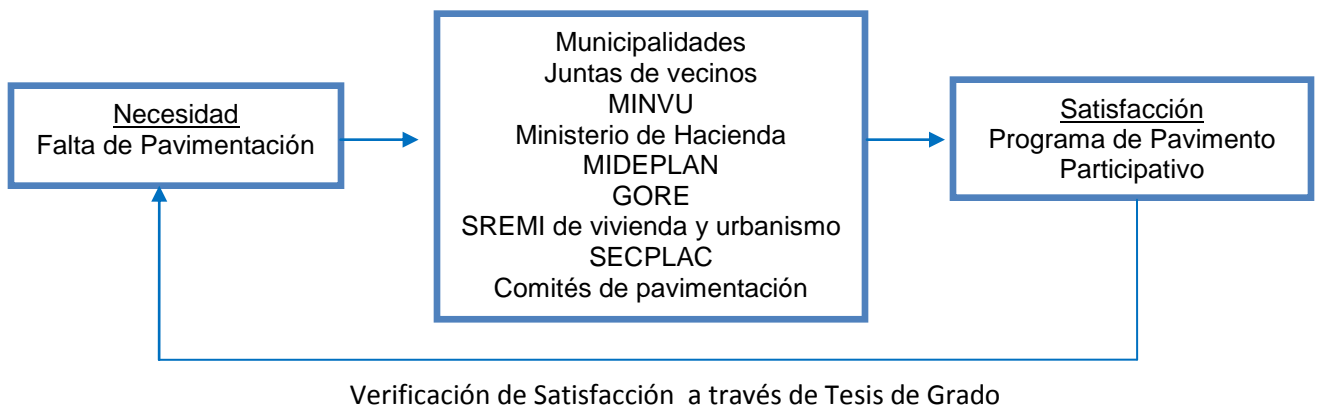 Necesidad
Falta de Pavimentación
Municipalidades
Juntas de vecinos
MINVU
Ministerio de Hacienda
MIDEPLAN
GORE
SREMI de vivienda y urbanismo
SECPLAC
Comités de pavimentación
Satisfacción
Programa de Pavimento
Participativo
Verificación de Satisfacción a través de Tesis de Grado